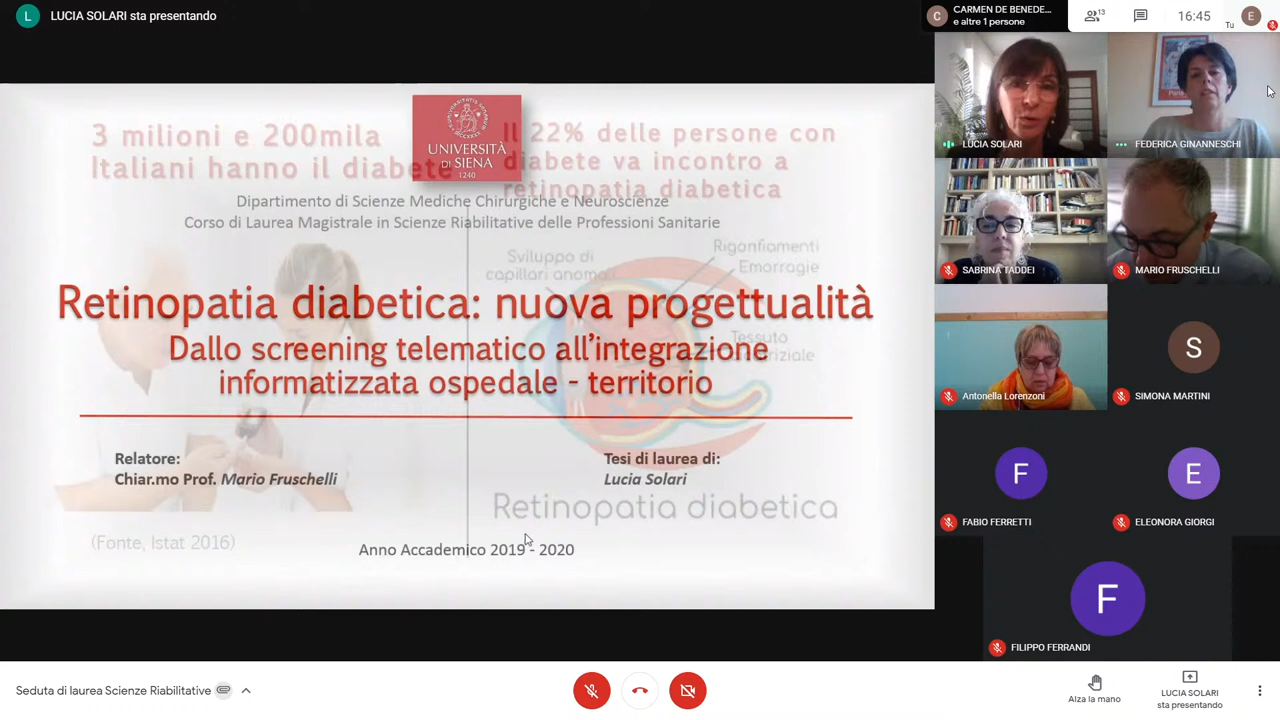 LUCIA SOLARI sta presentando
CARMEN DE BENEDE...
e altre 1 persone
13
16:45
Tu
L
C
E
3 milioni e 200mila
Italiani hanno il diabete
Il 22% delle persone con
diabete va incontro a
retinopatia diabetica
UNIVERSITÀ
DI SIENA
1240
Dipartimento di Scienze Mediche Chirurgiche e Neuroscienze
Corso di Laurea Magistrale in Scienze Riabilitative delle Professioni Sanitarie
Sviluppo di
capillari anoma
Rigonfiamenti
Emorragie
Retinopatia diabetica: nuova progettualità
Tessuto
Dallo screening telematico all'integrazione
informatizzata ospedale - territorio
Relatore:
Chiar.mo Prof. Mario Fruschelli
Tesi di laurea di:
Lucia Solari
Retinopatia diabetica
(Fonte, Istat 2016)
Anno Accademico 2019 - 2020
LUCIA SOLARI
FEDERICA GINANNESCHI
SABRINA TADDEI
MARIO FRUSCHELLI
Antonella Lorenzoni
S
SIMONA MARTINI
F
FABIO FERRETTI
E
ELEONORA GIORGI
F
FILIPPO FERRANDI
Seduta di laurea Scienze Riabilitative
Alza la mano
LUCIA SOLARI
sta presentando